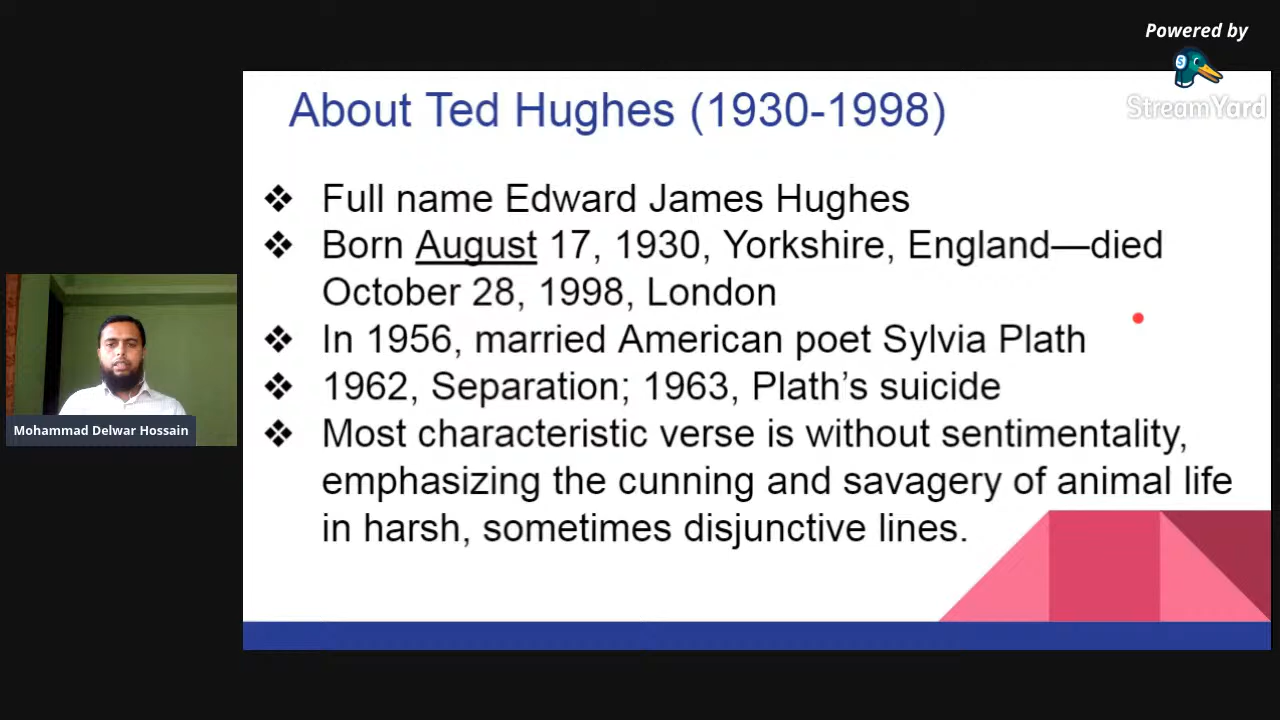 Powered by
StreamYard
About Ted Hughes (1930-1998)
❖ Full name Edward James Hughes
❖ Born August 17, 1930, Yorkshire, England—died
October 28, 1998, London
❖ In 1956, married American poet Sylvia Plath
❖ 1962, Separation; 1963, Plath’s suicide
❖ Most characteristic verse is without sentimentality,
emphasizing the cunning and savagery of animal life
in harsh, sometimes disjunctive lines.
Mohammad Delwar Hossain